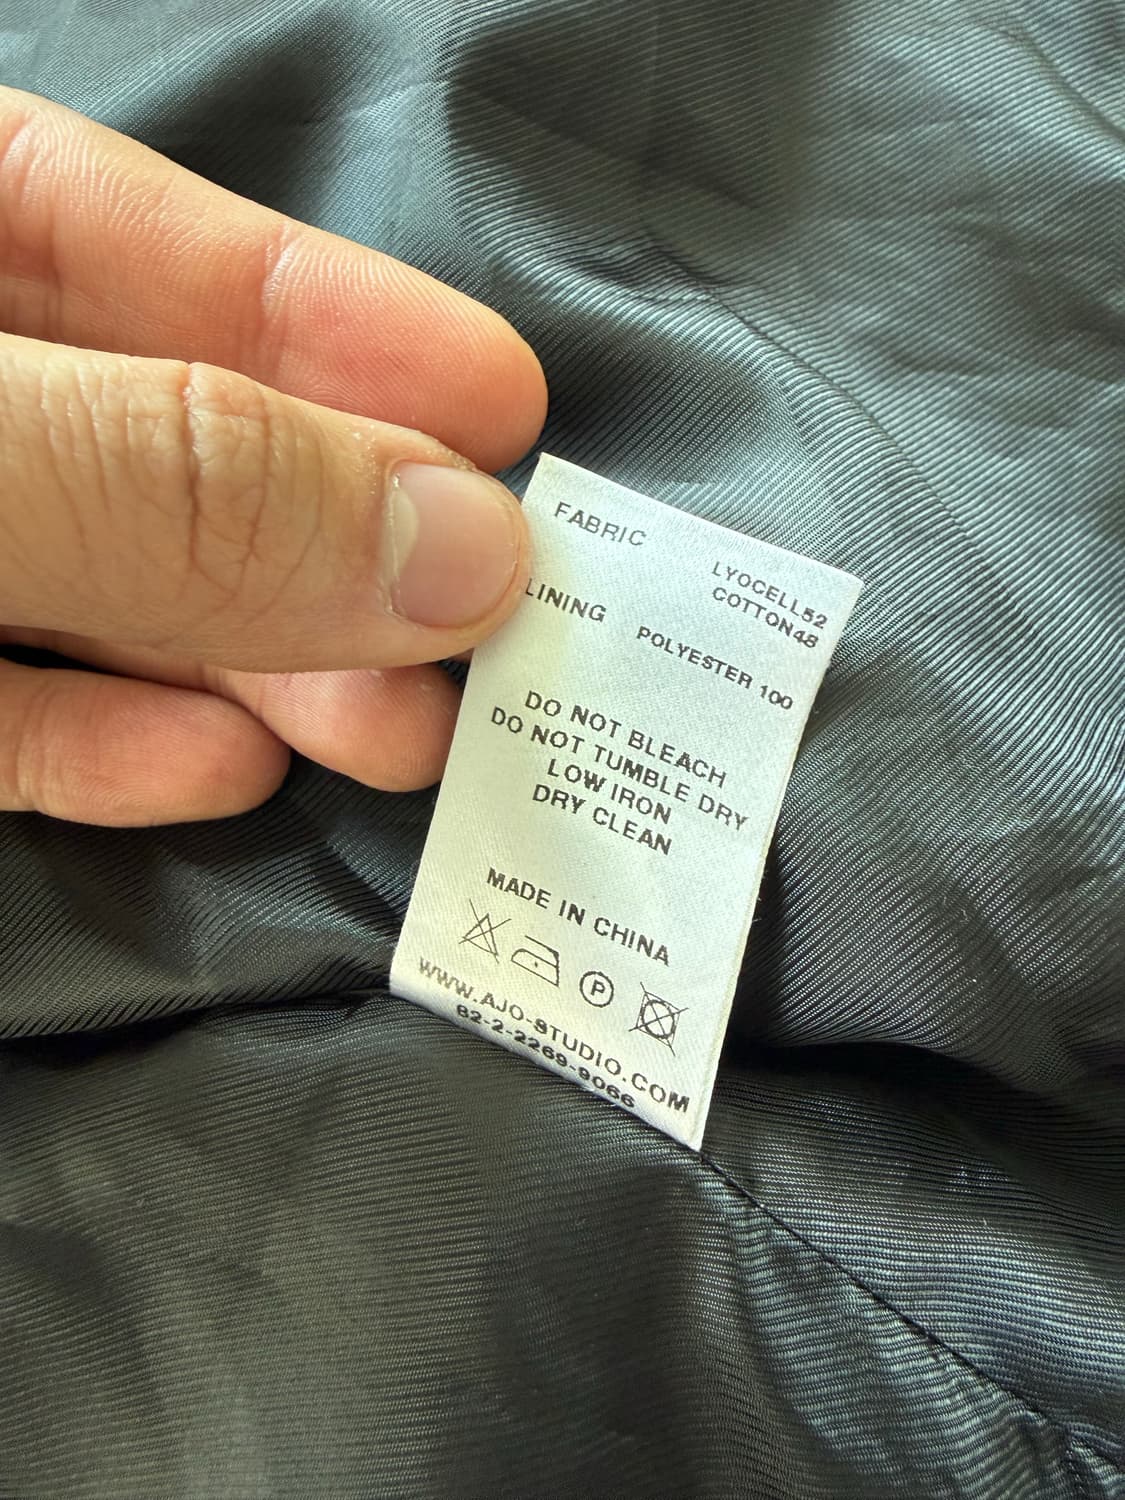 FABRIC
LYOCELL52
COTTON48
LINING
POLYESTER 100
DO NOT BLEACH
DO NOT TUMBLE DRY
LOW IRON
DRY CLEAN
MADE IN CHINA
P
WWW.AJO-STUDIO.COM
82-2-2269-9066